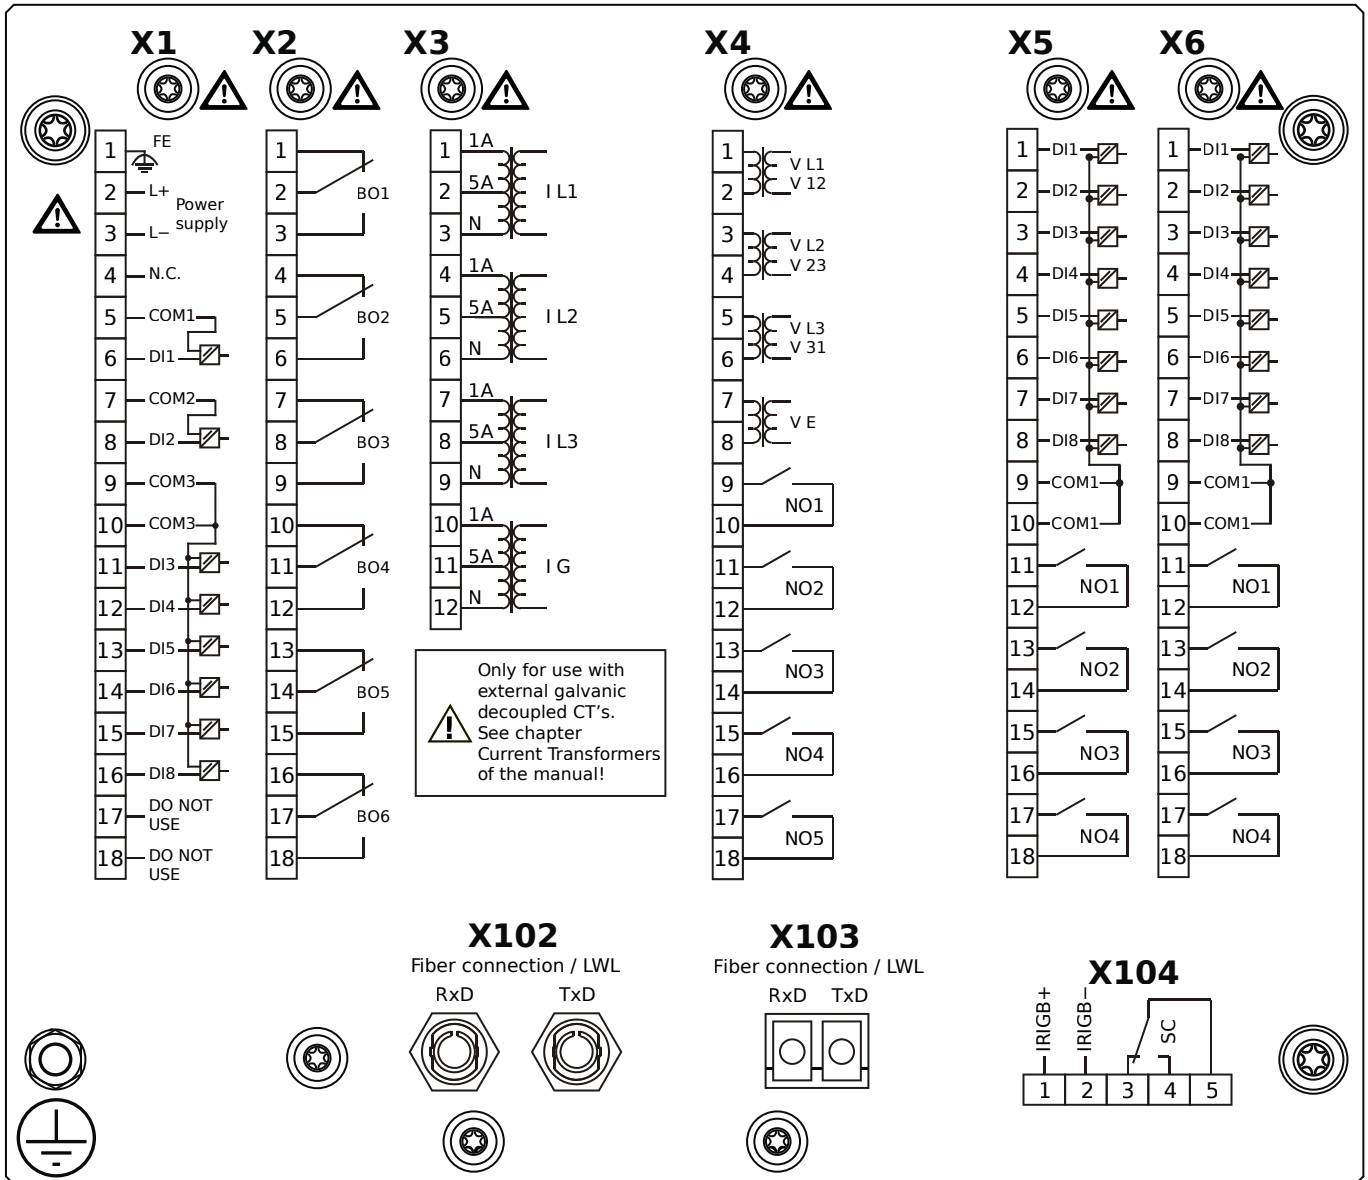 X1
X2
X3
X4
X5
X6
1 FE
2 L+
Power
supply
3 L−
4 N.C.
5 COM1
6 DI1
7 COM2
8 DI2
9 COM3
10 COM3
11 DI3
12 DI4
13 DI5
14 DI6
15 DI7
16 DI8
17 DO NOT
USE
18 DO NOT
USE
1
2 BO1
3
4
5 BO2
6
7
8 BO3
9
10
11 BO4
12
13
14 BO5
15
16
17 BO6
18
1 1A
2 5A I L1
3 N
4 1A
5 5A I L2
6 N
7 1A
8 5A I L3
9 N
10 1A
11 5A I G
12 N
Only for use with
external galvanic
decoupled CT's.
See chapter
Current Transformers
of the manual!
1 V L1
2 V 12
3 V L2
4 V 23
5 V L3
6 V 31
7
V E
8
9
NO1
10
11
NO2
12
13
NO3
14
15
NO4
16
17
NO5
18
1 DI1
2 DI2
3 DI3
4 DI4
5 DI5
6 DI6
7 DI7
8 DI8
9 COM1
10 COM1
11
NO1
12
13
NO2
14
15
NO3
16
17
NO4
18
1 DI1
2 DI2
3 DI3
4 DI4
5 DI5
6 DI6
7 DI7
8 DI8
9 COM1
10 COM1
11
NO1
12
13
NO2
14
15
NO3
16
17
NO4
18
X102
Fiber connection / LWL
RxD TxD
X103
Fiber connection / LWL
RxD TxD
X104
IRIGB+
IRIGB−
SC
1 2 3 4 5